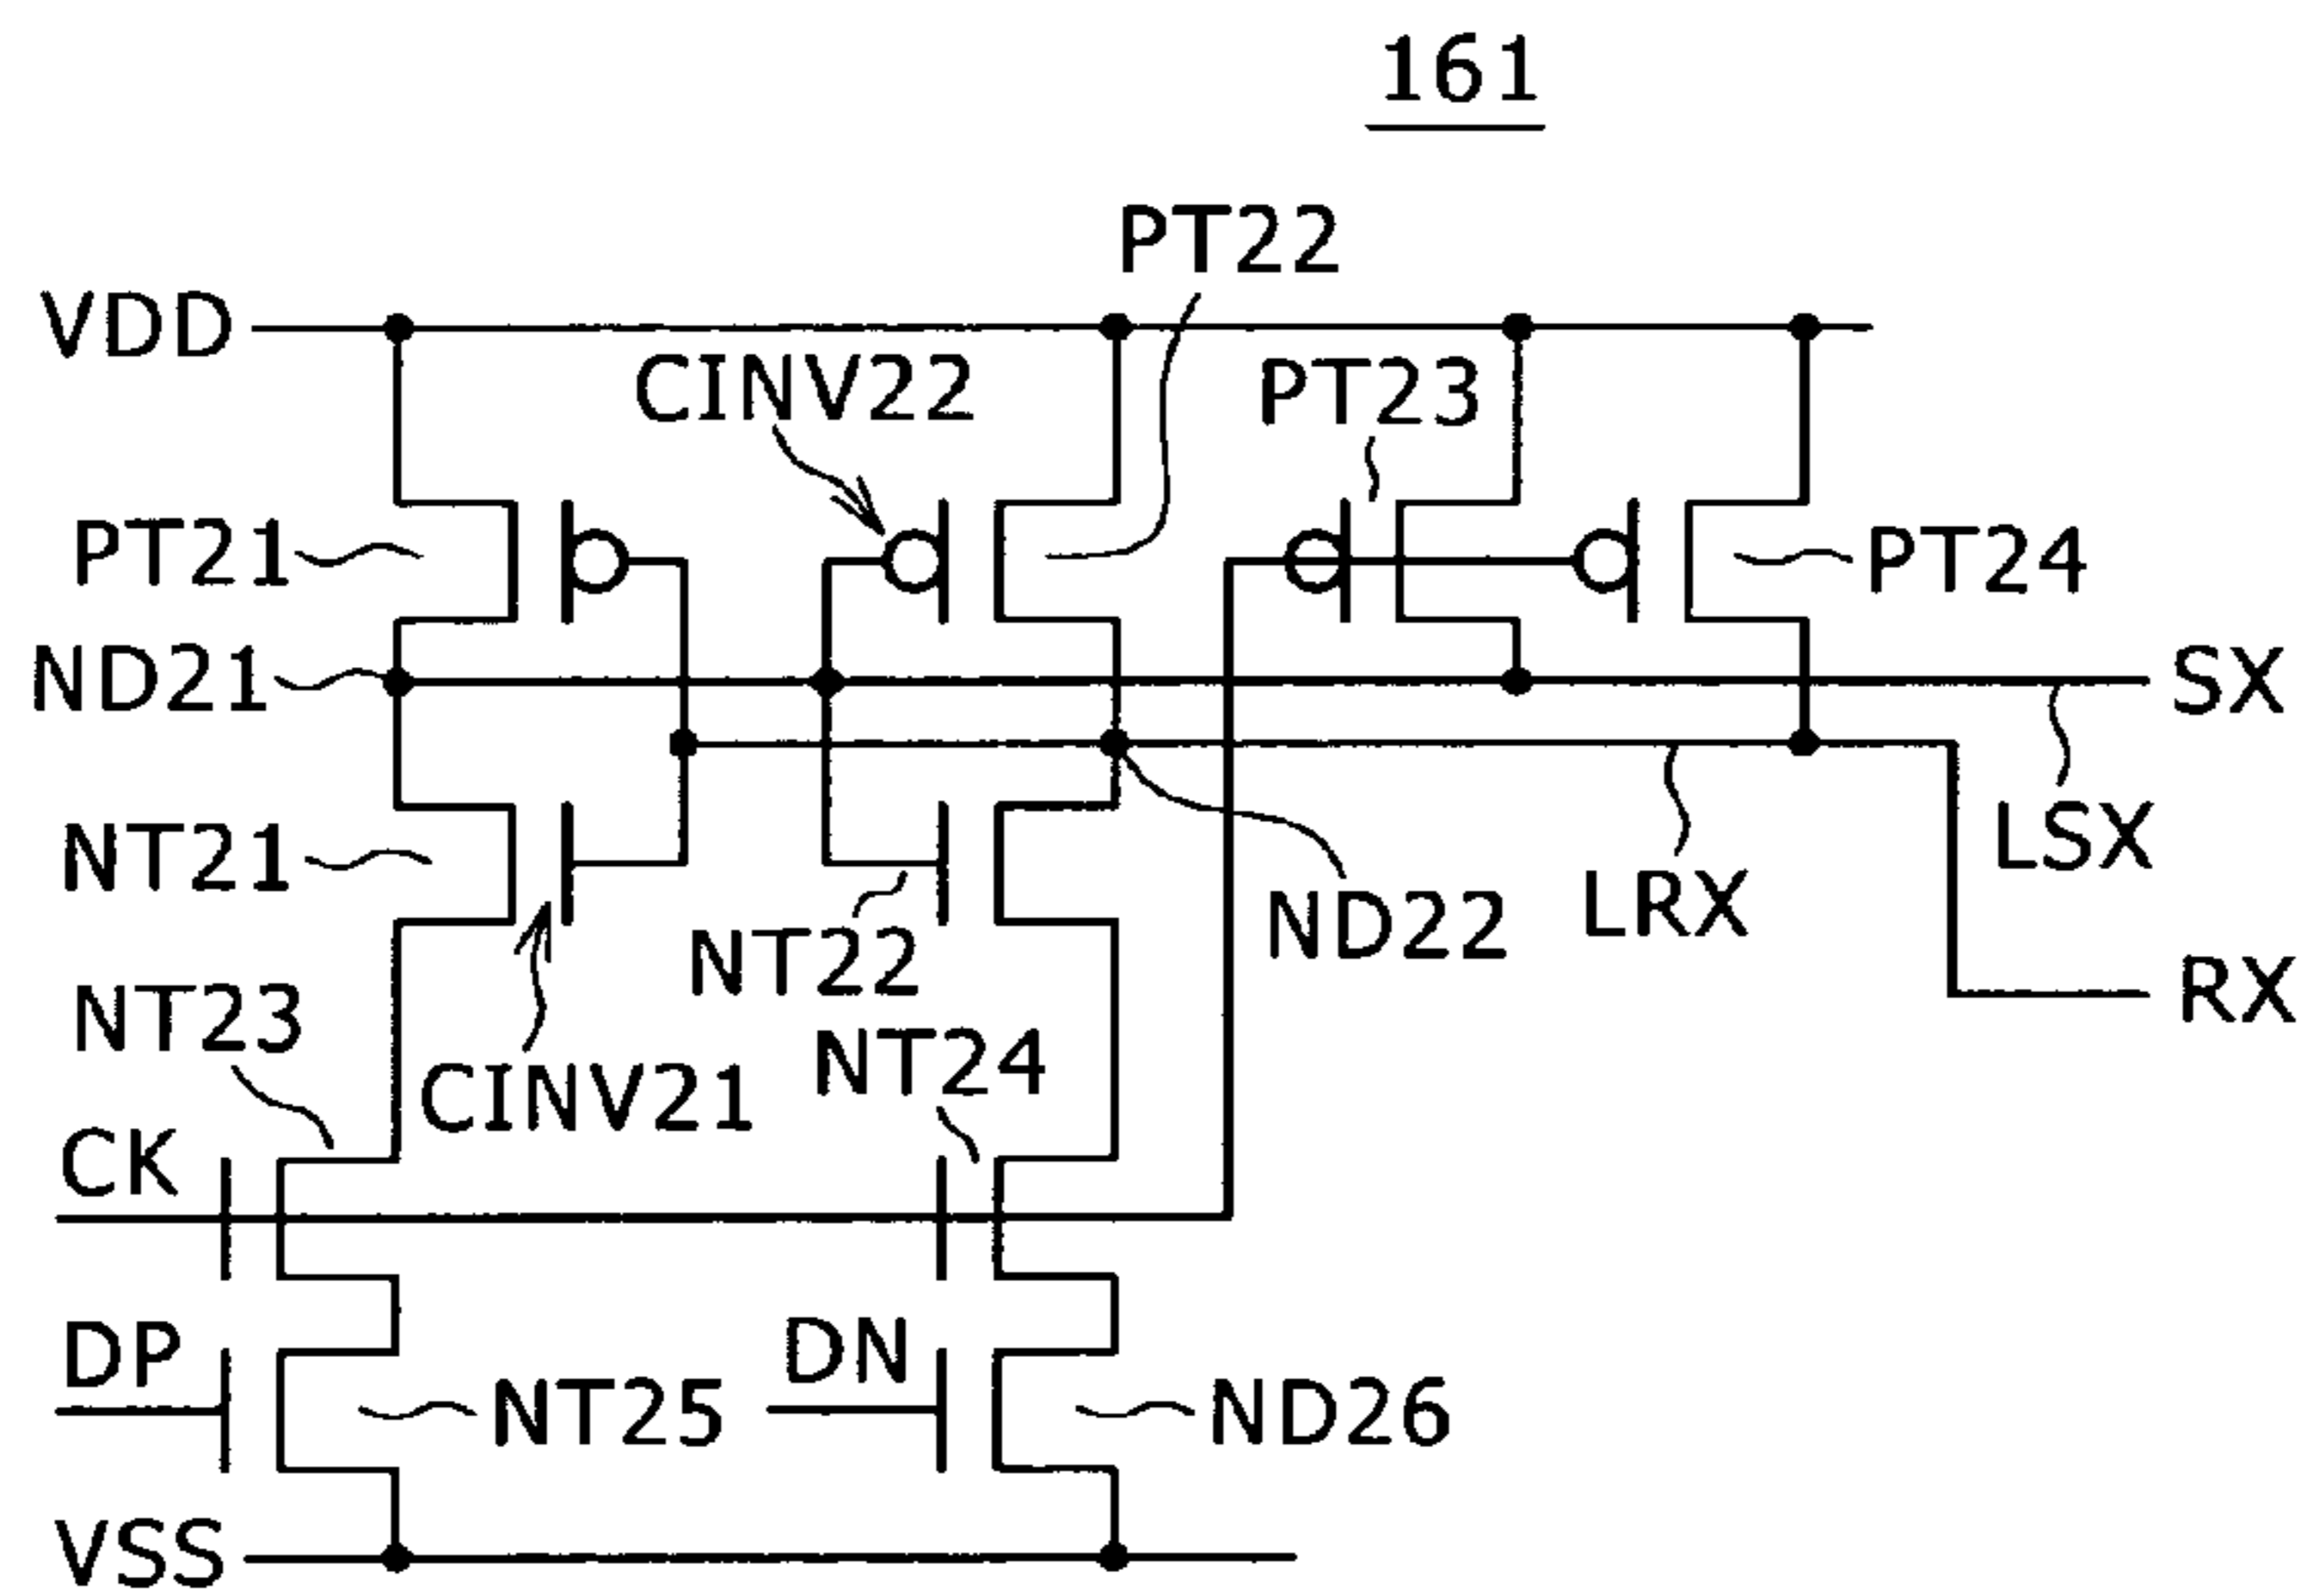 161
PT22
VDD
CINV22
PT23
PT21
PT24
ND21
SX
NT21
LSX
NT22
ND22
LRX
NT23
RX
CINV21
NT24
CK
DP
DN
NT25
ND26
VSS